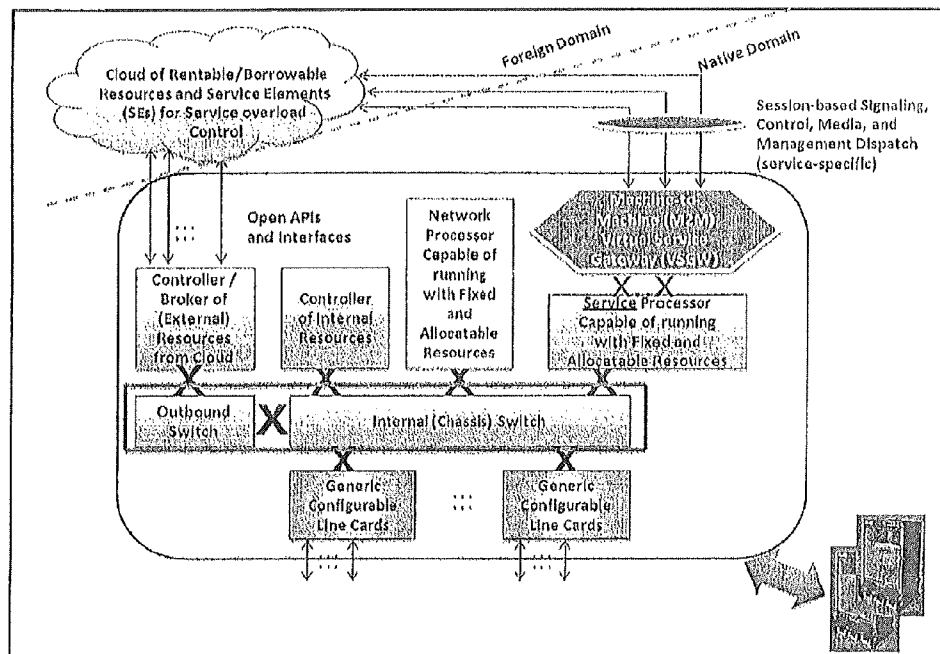 Foreign Domain
Native Domain
Cloud of Rentable/Borrowable
Resources and Service Elements
(SEs) for Service overload
Control
Session-based Signaling,
Control, Media, and
Management Dispatch
(service-specific)
Open APIs
and Interfaces
Network
Processor
Capable of
running
with Fixed
and
Allocatable
Resources
Machine-to-
Machine (M2M)
Virtual Service
Gateway (VSGW)
Controller /
Broker of
(External)
Resources
from Cloud
Controller
of Internal
Resources
Service Processor
Capable of running
with Fixed and
Allocatable Resources
Outbound
Switch
Internal (Chassis) Switch
Generic
Configurable
Line Cards
Generic
Configurable
Line Cards